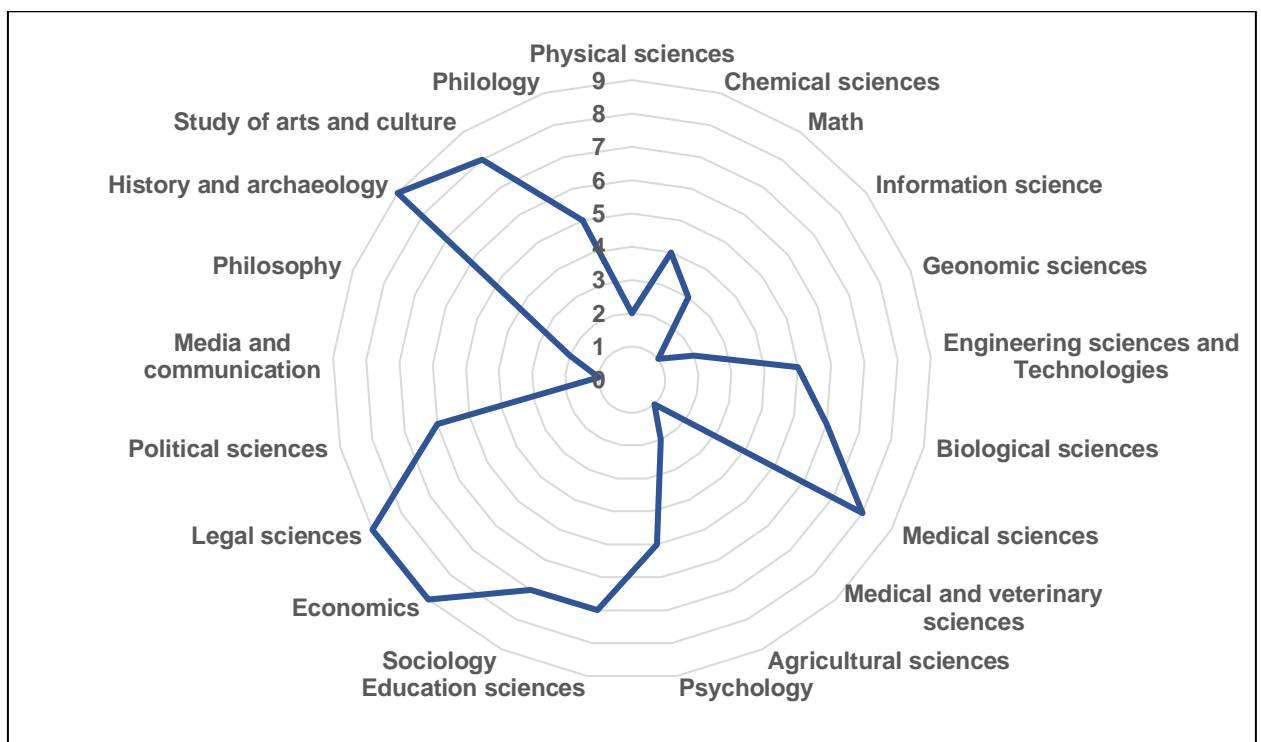 Physical sciences
Philology
Chemical sciences
Study of arts and culture
Math
History and archaeology
Information science
Philosophy
Geonomic sciences
Media and
communication
Engineering sciences and
Technologies
Political sciences
Biological sciences
Legal sciences
Medical sciences
Economics
Medical and veterinary
sciences
Sociology
Agricultural sciences
Education sciences
Psychology
9
8
7
6
5
4
3
2
1
0